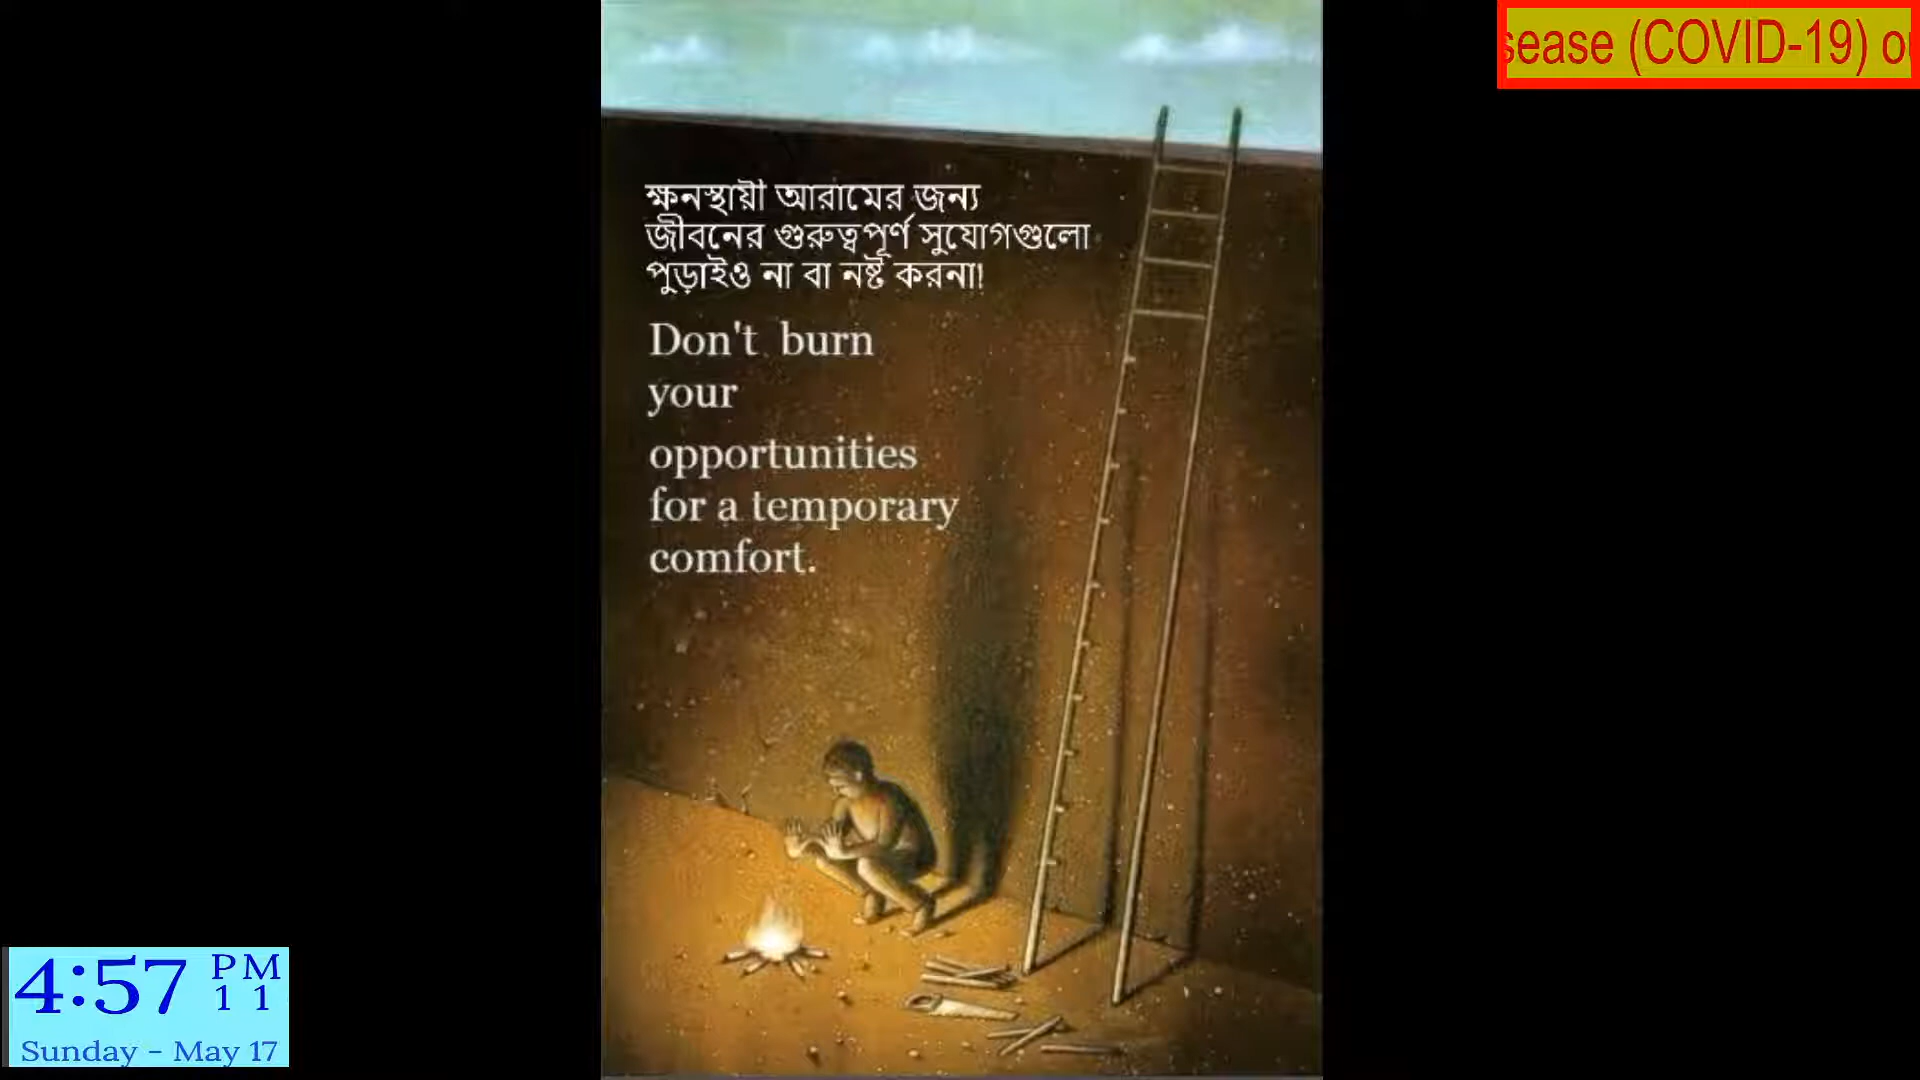 sease (COVID-19) o
ক্ষনস্থায়ী আরামের জন্য
জীবনের গুরুত্বপূর্ণ সুযোগগুলো
পুড়াইও না বা নষ্ট করনা!
Don't burn
your
opportunities
for a temporary
comfort.
4:57 PM
11
Sunday - May 17